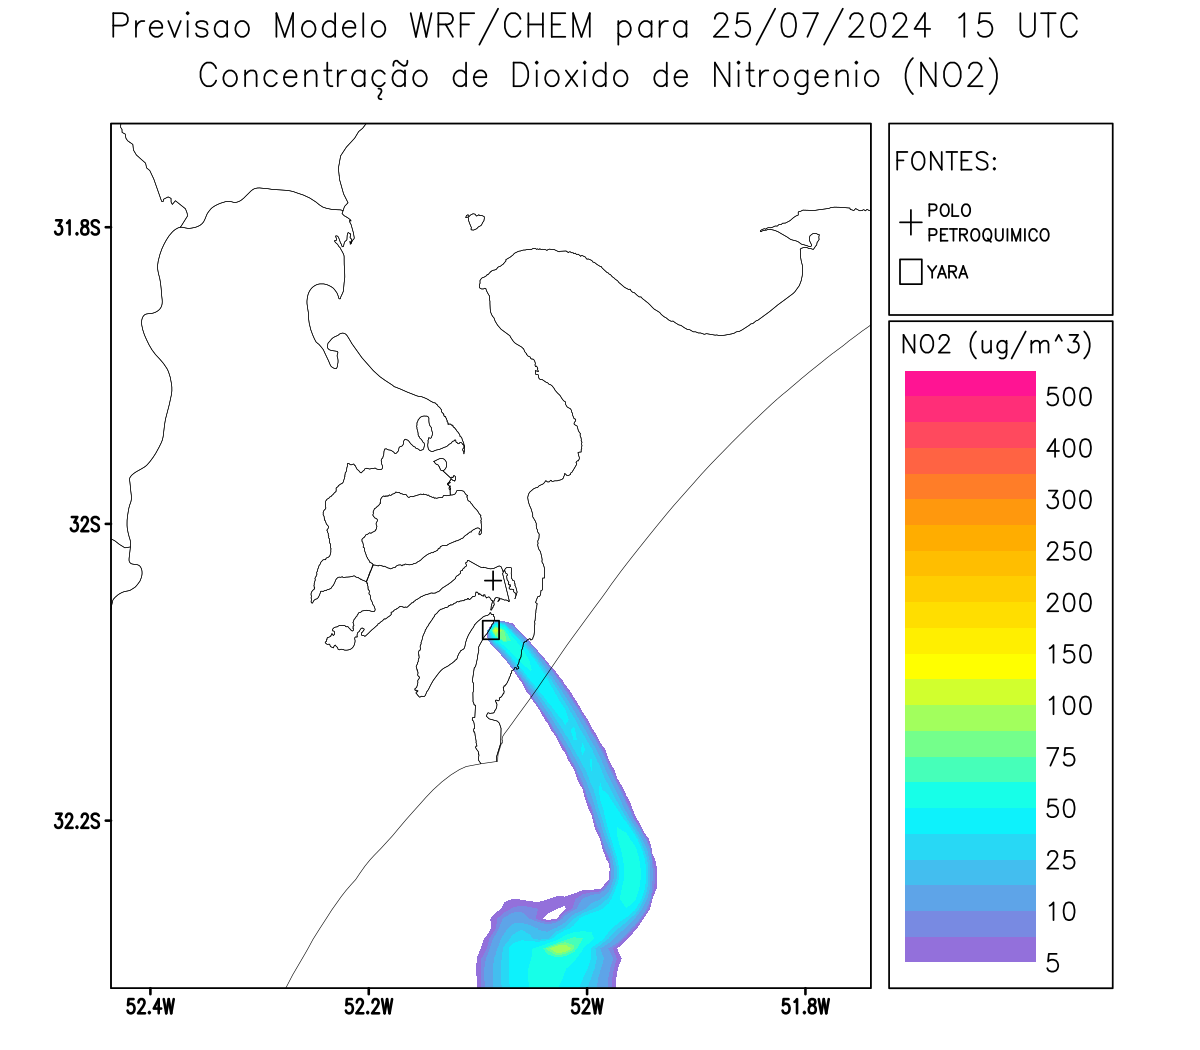 Previsao Modelo WRF/CHEM para 25/07/2024 15 UTC
Concentração de Dioxido de Nitrogenio (NO2)
FONTES:
POLO
PETROQUIMICO
YARA
NO2 (ug/m^3)
500
400
300
250
200
150
100
75
50
25
10
5
31.8S
32S
32.2S
52.4W
52.2W
52W
51.8W